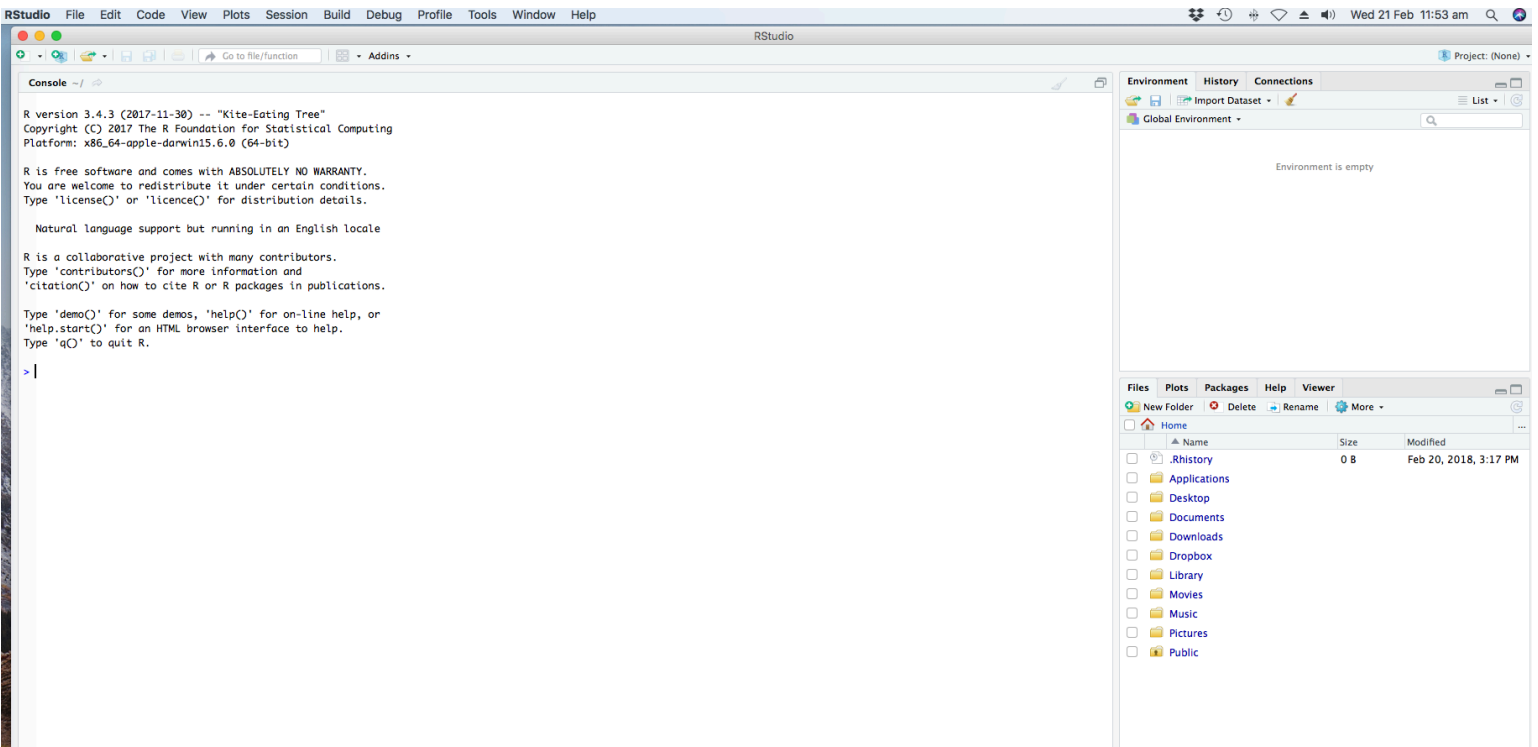 RStudio File Edit Code View Plots Session Build Debug Profile Tools Window Help Wed 21 Feb 11:53 am
RStudio
Go to file/function Addins Project: (None)
Console ~/
R version 3.4.3 (2017-11-30) -- "Kite-Eating Tree"
Copyright (C) 2017 The R Foundation for Statistical Computing
Platform: x86_64-apple-darwin15.6.0 (64-bit)
R is free software and comes with ABSOLUTELY NO WARRANTY.
You are welcome to redistribute it under certain conditions.
Type 'license()' or 'licence()' for distribution details.
Natural language support but running in an English locale
R is a collaborative project with many contributors.
Type 'contributors()' for more information and
'citation()' on how to cite R or R packages in publications.
Type 'demo()' for some demos, 'help()' for on-line help, or
'help.start()' for an HTML browser interface to help.
Type 'q()' to quit R.
>
Environment History Connections
Import Dataset List
Global Environment
Environment is empty
Files Plots Packages Help Viewer
New Folder Delete Rename More
Home ...
Name Size Modified
.Rhistory 0 B Feb 20, 2018, 3:17 PM
Applications
Desktop
Documents
Downloads
Dropbox
Library
Movies
Music
Pictures
Public